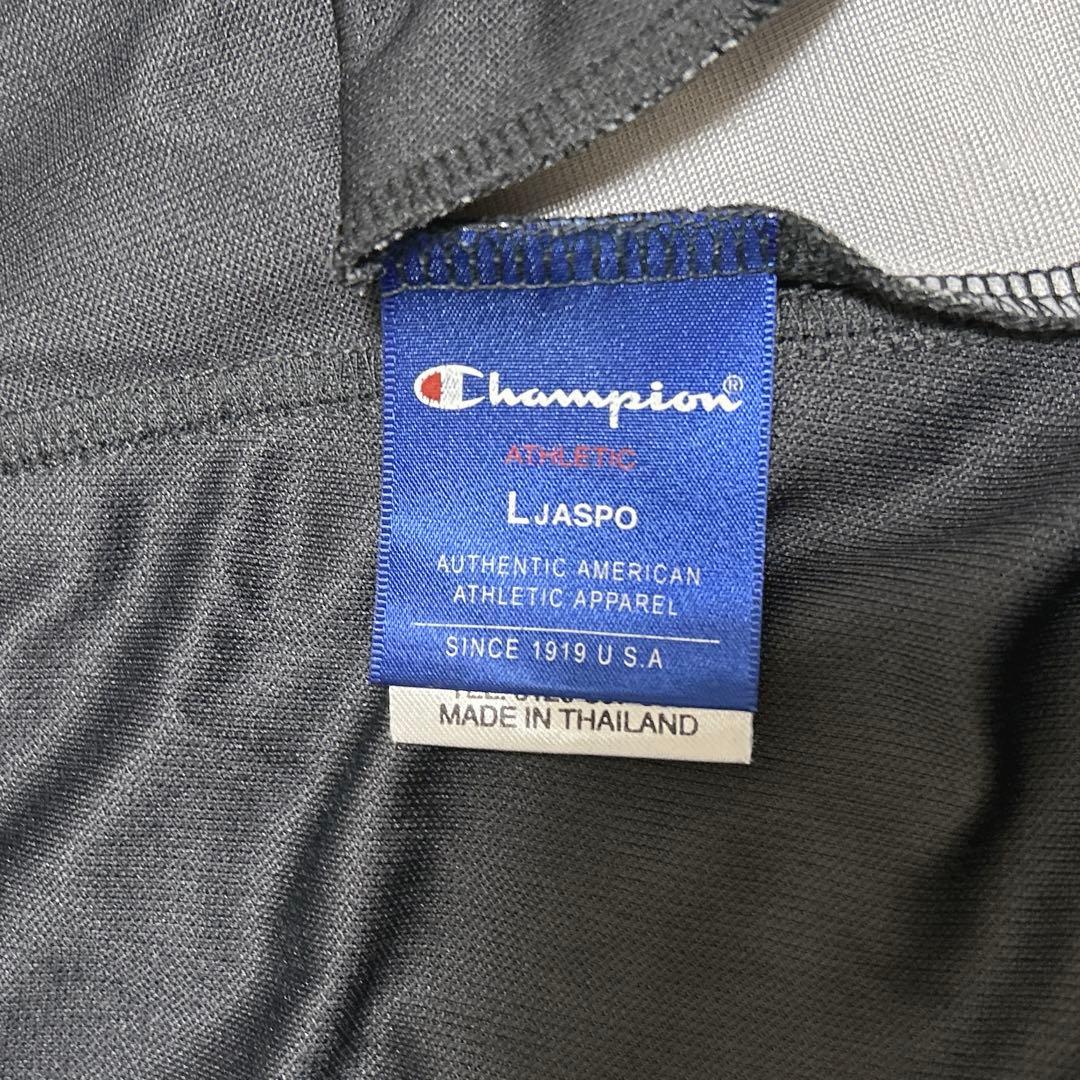 Champion®
ATHLETIC
L JASPO
AUTHENTIC AMERICAN
ATHLETIC APPAREL
SINCE 1919 U S.A
MADE IN THAILAND